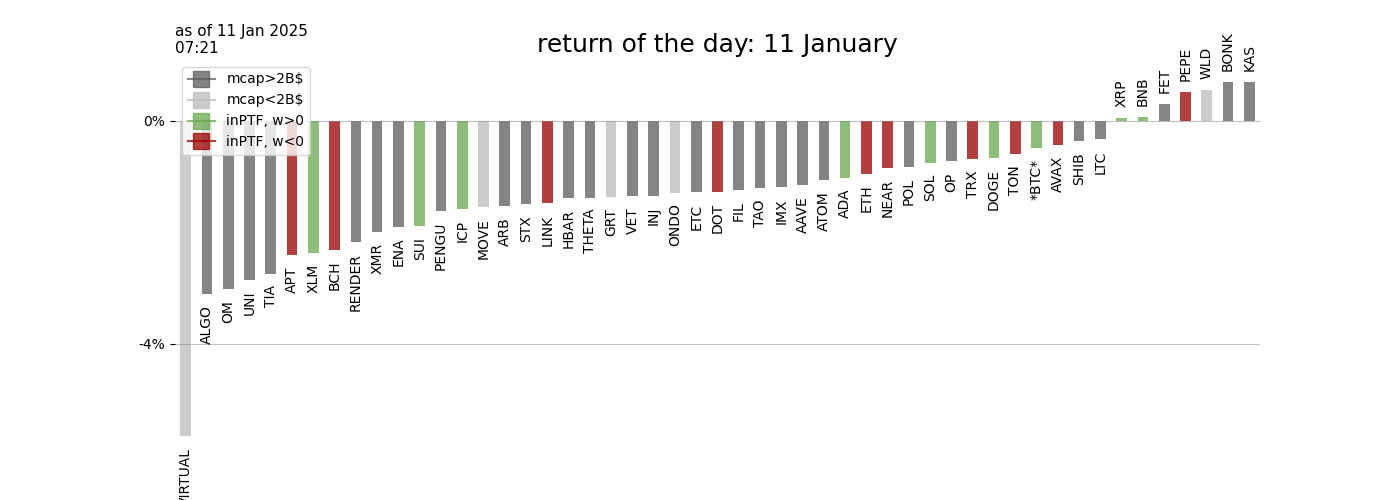 as of 11 Jan 2025
07:21
return of the day: 11 January
mcap>2B$
mcap<2B$
inPTF, w>0
inPTF, w<0
0%
-4%
VIRTUAL
ALGO
OM
UNI
TIA
APT
XLM
BCH
RENDER
XMR
ENA
SUI
PENGU
ICP
MOVE
ARB
STX
LINK
HBAR
THETA
GRT
VET
INJ
ONDO
ETC
DOT
FIL
TAO
IMX
AAVE
ATOM
ADA
ETH
NEAR
POL
SOL
OP
TRX
DOGE
TON
*BTC*
AVAX
SHIB
LTC
XRP
BNB
FET
PEPE
WLD
BONK
KAS